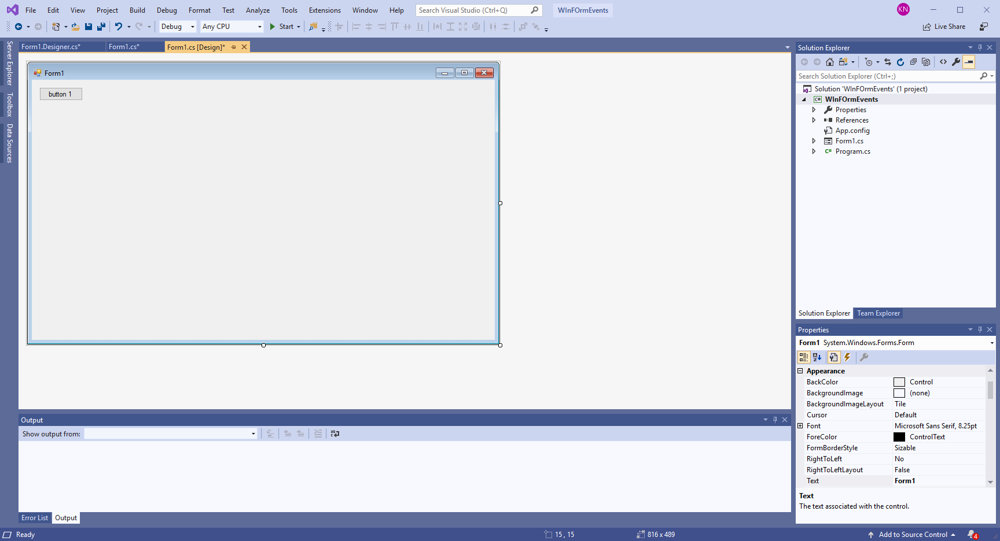 File Edit View Project Build Debug Format Test Analyze Tools Extensions Window Help Search Visual Studio (Ctrl+Q) WInFOrmEvents KN
Debug Any CPU Start Live Share
Server Explorer
Toolbox
Data Sources
Form1.Designer.cs* Form1.cs* Form1.cs [Design]*
Form1
button 1
Solution Explorer
Search Solution Explorer (Ctrl+;)
Solution 'WInFOrmEvents' (1 project)
C# WInFOrmEvents
Properties
References
App.config
Form1.cs
C# Program.cs
Solution Explorer Team Explorer
Properties
Form1 System.Windows.Forms.Form
Appearance
BackColor Control
BackgroundImage (none)
BackgroundImageLayout Tile
Cursor Default
Font Microsoft Sans Serif, 8.25pt
ForeColor ControlText
FormBorderStyle Sizable
RightToLeft No
RightToLeftLayout False
Text Form1
Text
The text associated with the control.
Output
Show output from:
Error List Output
Ready 15 , 15 816 x 489 Add to Source Control 4